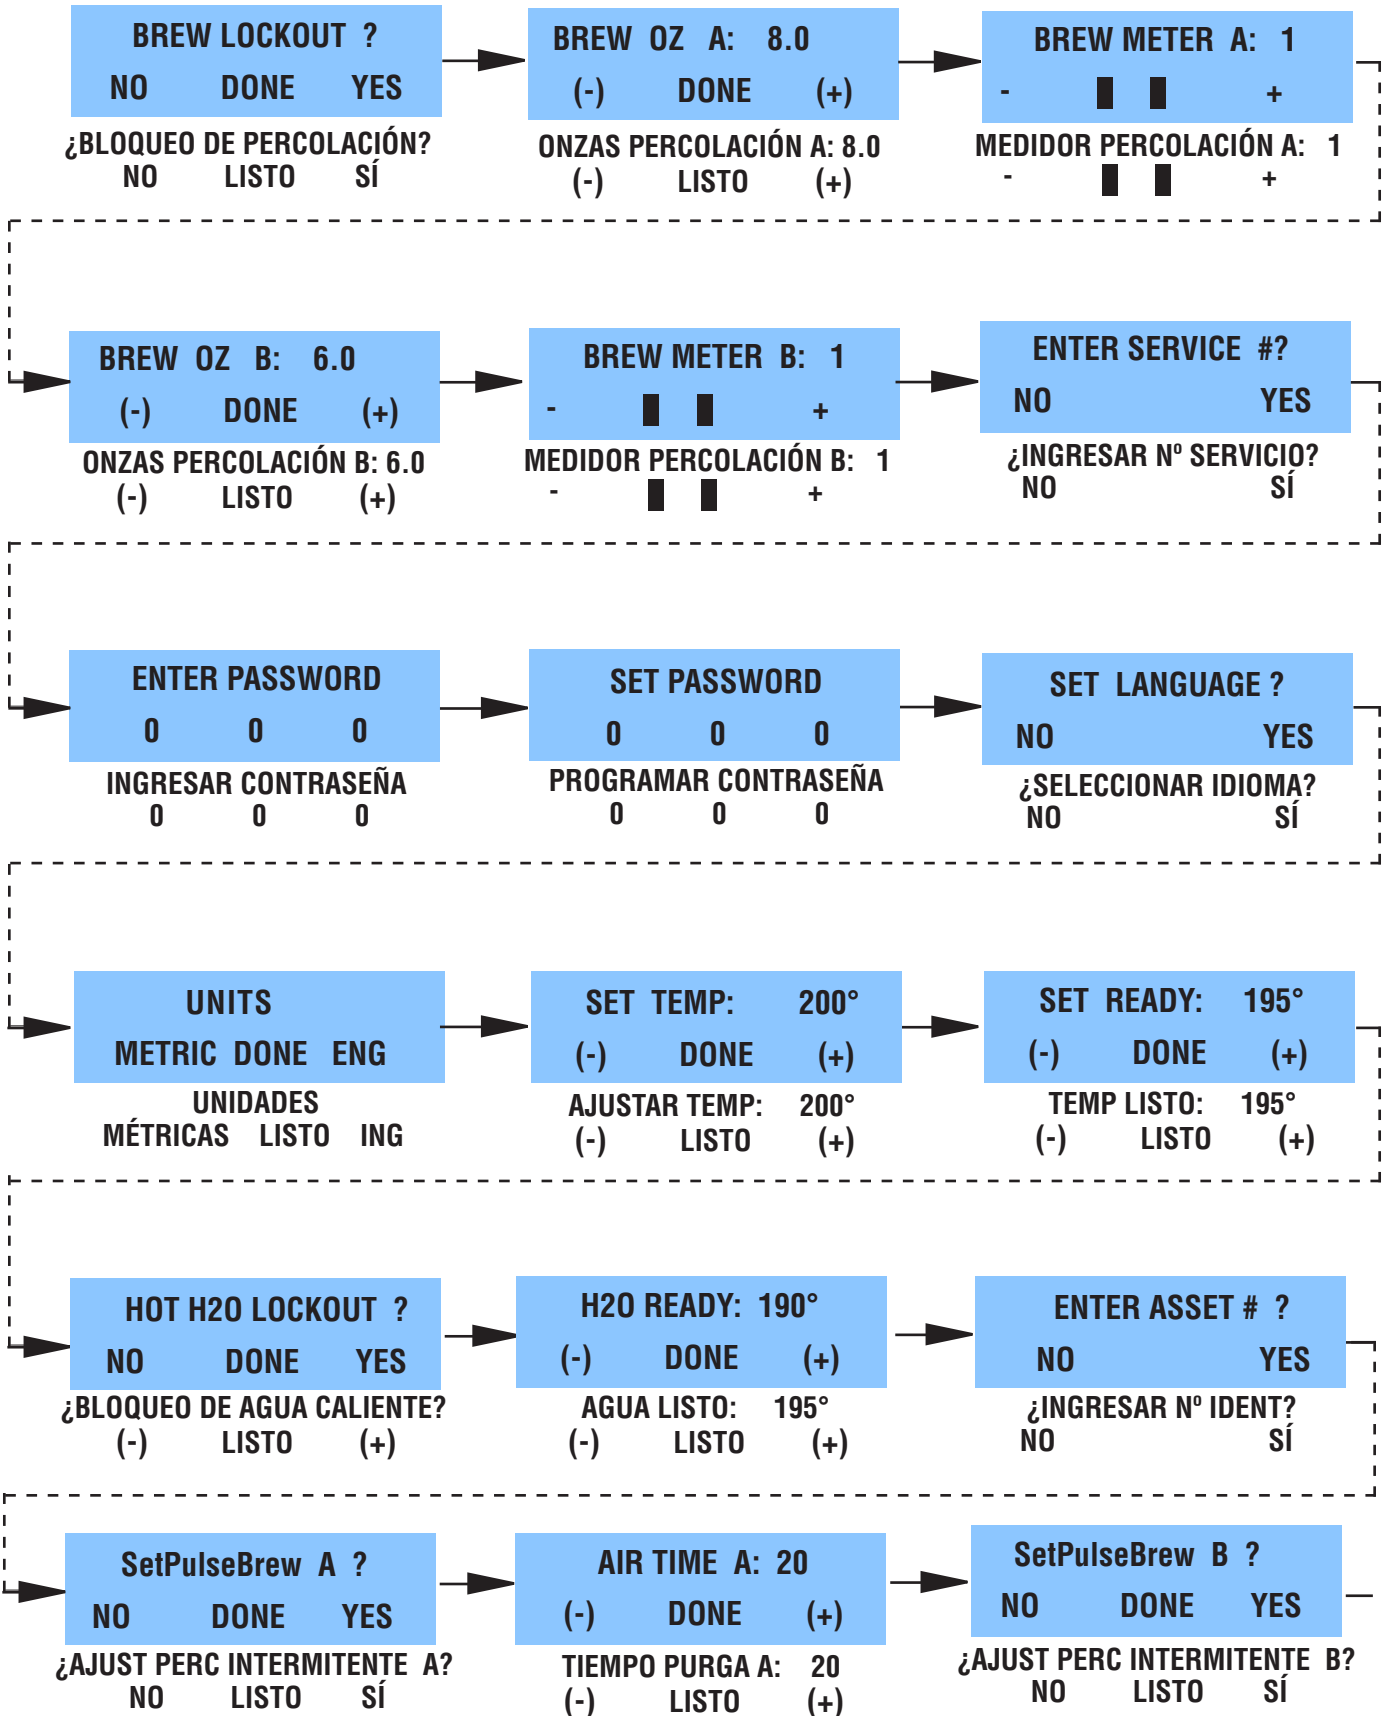 BREW LOCKOUT ?
NO DONE YES
¿BLOQUEO DE PERCOLACIÓN?
NO LISTO SÍ
BREW OZ A: 8.0
(-) DONE (+)
ONZAS PERCOLACIÓN A: 8.0
(-) LISTO (+)
BREW METER A: 1
- +
MEDIDOR PERCOLACIÓN A: 1
- +
BREW OZ B: 6.0
(-) DONE (+)
ONZAS PERCOLACIÓN B: 6.0
(-) LISTO (+)
BREW METER B: 1
- +
MEDIDOR PERCOLACIÓN B: 1
- +
ENTER SERVICE #?
NO YES
¿INGRESAR Nº SERVICIO?
NO SÍ
ENTER PASSWORD
0 0 0
INGRESAR CONTRASEÑA
0 0 0
SET PASSWORD
0 0 0
PROGRAMAR CONTRASEÑA
0 0 0
SET LANGUAGE ?
NO YES
¿SELECCIONAR IDIOMA?
NO SÍ
UNITS
METRIC DONE ENG
UNIDADES
MÉTRICAS LISTO ING
SET TEMP: 200°
(-) DONE (+)
AJUSTAR TEMP: 200°
(-) LISTO (+)
SET READY: 195°
(-) DONE (+)
TEMP LISTO: 195°
(-) LISTO (+)
HOT H2O LOCKOUT ?
NO DONE YES
¿BLOQUEO DE AGUA CALIENTE?
(-) LISTO (+)
H2O READY: 190°
(-) DONE (+)
AGUA LISTO: 195°
(-) LISTO (+)
ENTER ASSET # ?
NO YES
¿INGRESAR Nº IDENT?
NO SÍ
SetPulseBrew A ?
NO DONE YES
¿AJUST PERC INTERMITENTE A?
NO LISTO SÍ
AIR TIME A: 20
(-) DONE (+)
TIEMPO PURGA A: 20
(-) LISTO (+)
SetPulseBrew B ?
NO DONE YES
¿AJUST PERC INTERMITENTE B?
NO LISTO SÍ